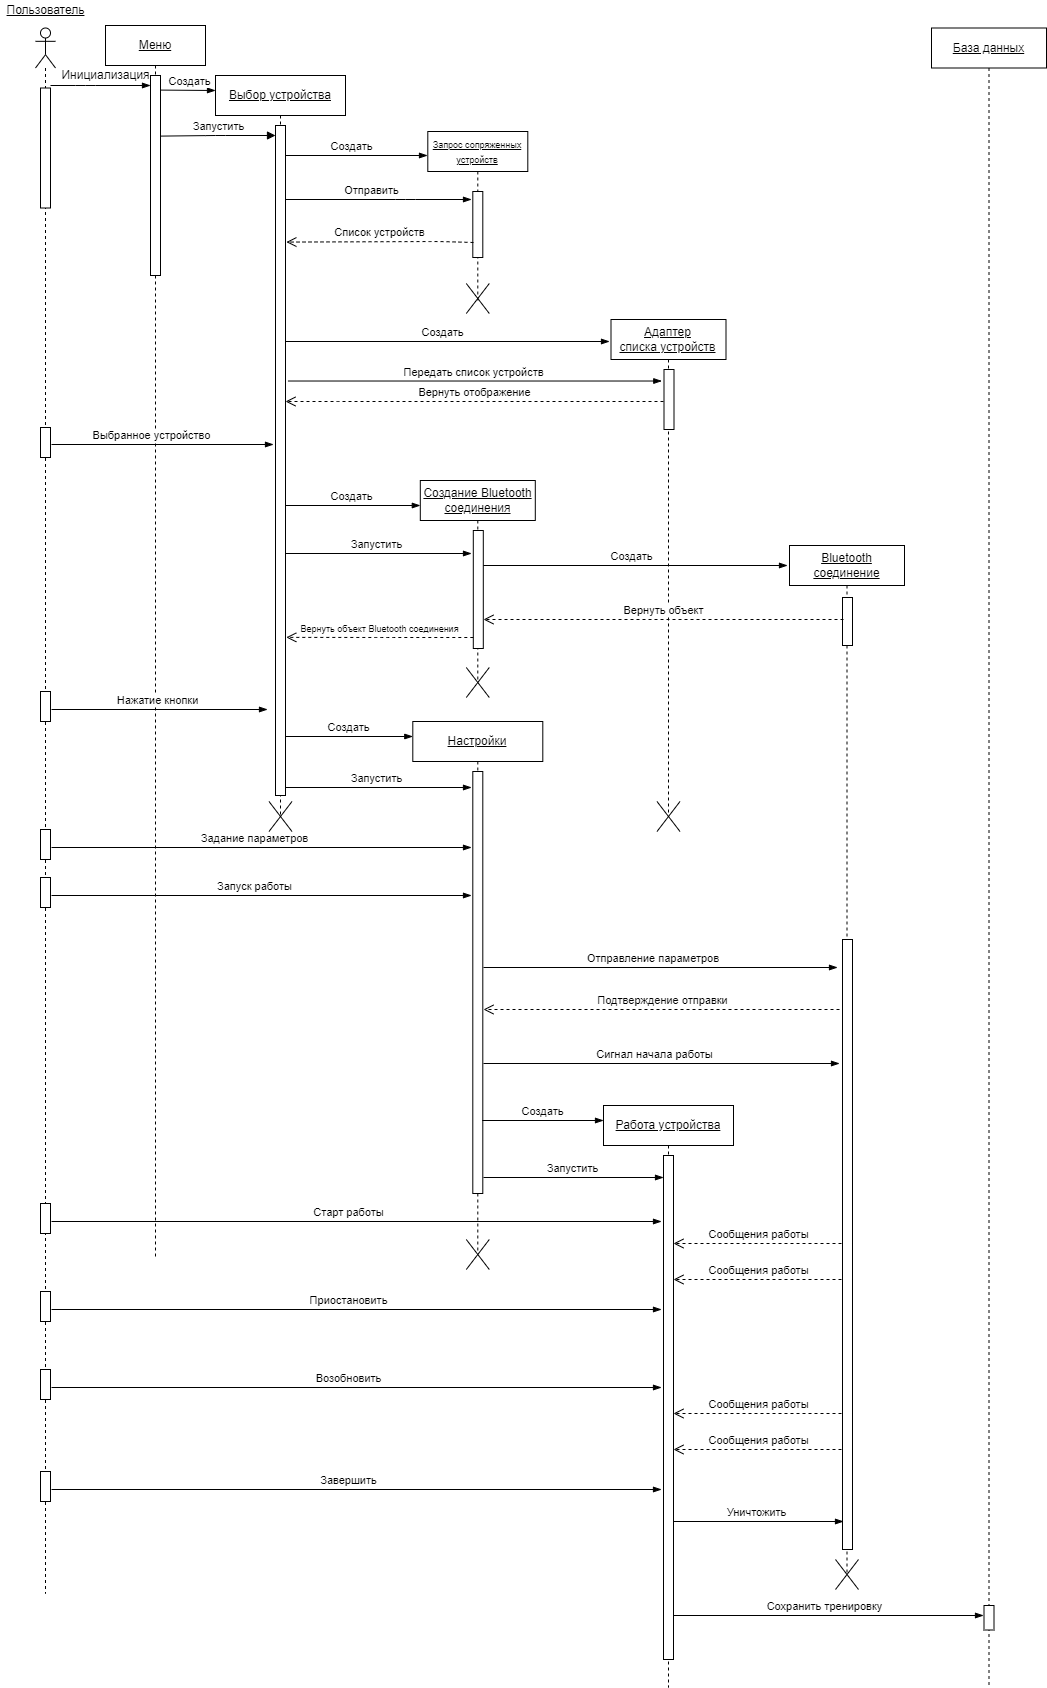 Пользователь
Меню
База данных
Инициализация
Создать
Выбор устройства
Запустить
Создать
Запрос сопряженных
устройств
Отправить
Список устройств
Создать
Адаптер
списка устройств
Передать список устройств
Вернуть отображение
Выбранное устройство
Создать
Создание Bluetooth
соединения
Запустить
Создать
Bluetooth
соединение
Вернуть объект
Вернуть объект Bluetooth соединения
Нажатие кнопки
Создать
Настройки
Запустить
Задание параметров
Запуск работы
Отправление параметров
Подтверждение отправки
Сигнал начала работы
Создать
Работа устройства
Запустить
Старт работы
Сообщения работы
Сообщения работы
Приостановить
Возобновить
Сообщения работы
Сообщения работы
Завершить
Уничтожить
Сохранить тренировку